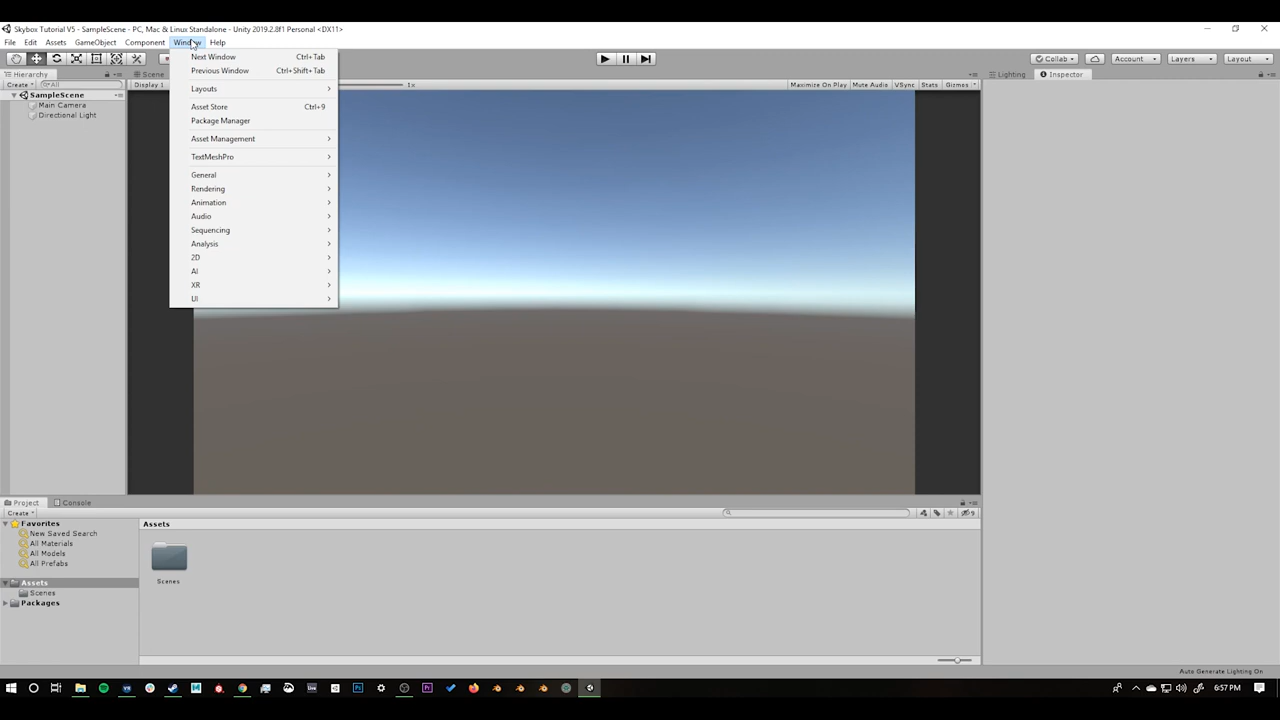 Skybox Tutorial V5 - SampleScene - PC, Mac & Linux Standalone - Unity 2019.2.8f1 Personal <DX11>
File Edit Assets GameObject Component Window Help
Collab Account Layers Layout
Hierarchy Scene Lighting Inspector
Create All Display 1 1x Maximize On Play Mute Audio VSync Stats Gizmos
SampleScene
Main Camera
Directional Light
Next Window Ctrl+Tab
Previous Window Ctrl+Shift+Tab
Layouts
Asset Store Ctrl+9
Package Manager
Asset Management
TextMeshPro
General
Rendering
Animation
Audio
Sequencing
Analysis
2D
AI
XR
UI
Project Console
Create
Favorites
New Saved Search
All Materials
All Models
All Prefabs
Assets
Scenes
Packages
Assets
Scenes
Auto Generate Lighting On
6:57 PM